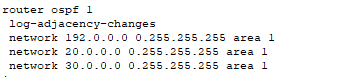 router ospf 1
log-adjacency-changes
network 192.0.0.0 0.255.255.255 area 1
network 20.0.0.0 0.255.255.255 area 1
network 30.0.0.0 0.255.255.255 area 1